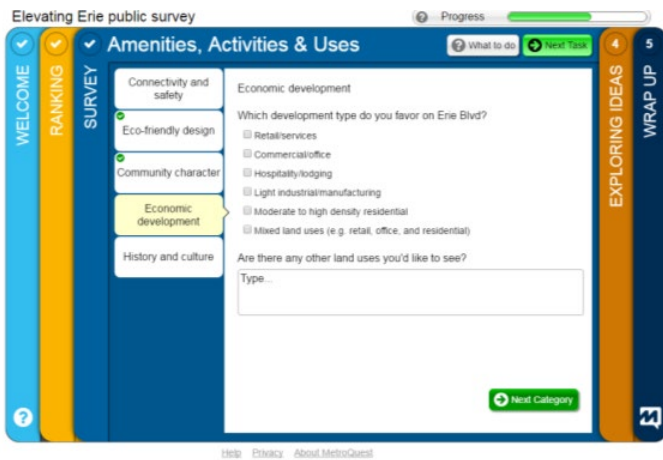 Elevating Erie public survey
Progress
WELCOME
RANKING
SURVEY
Amenities, Activities & Uses
What to do
Next Task
4
EXPLORING IDEAS
5
WRAP UP
Connectivity and
safety
Eco-friendly design
Community character
Economic
development
History and culture
Economic development
Which development type do you favor on Erie Blvd?
Retail/services
Commercial/office
Hospitality/lodging
Light industrial/manufacturing
Moderate to high density residential
Mixed land uses (e.g. retail, office, and residential)
Are there any other land uses you'd like to see?
Type...
Next Category
Help Privacy About MetroQuest